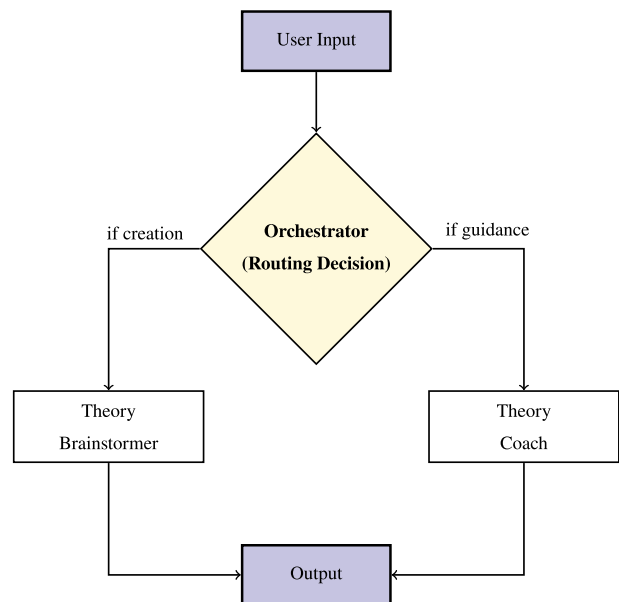 User Input
if creation
Orchestrator
(Routing Decision)
if guidance
Theory
Brainstormer
Theory
Coach
Output